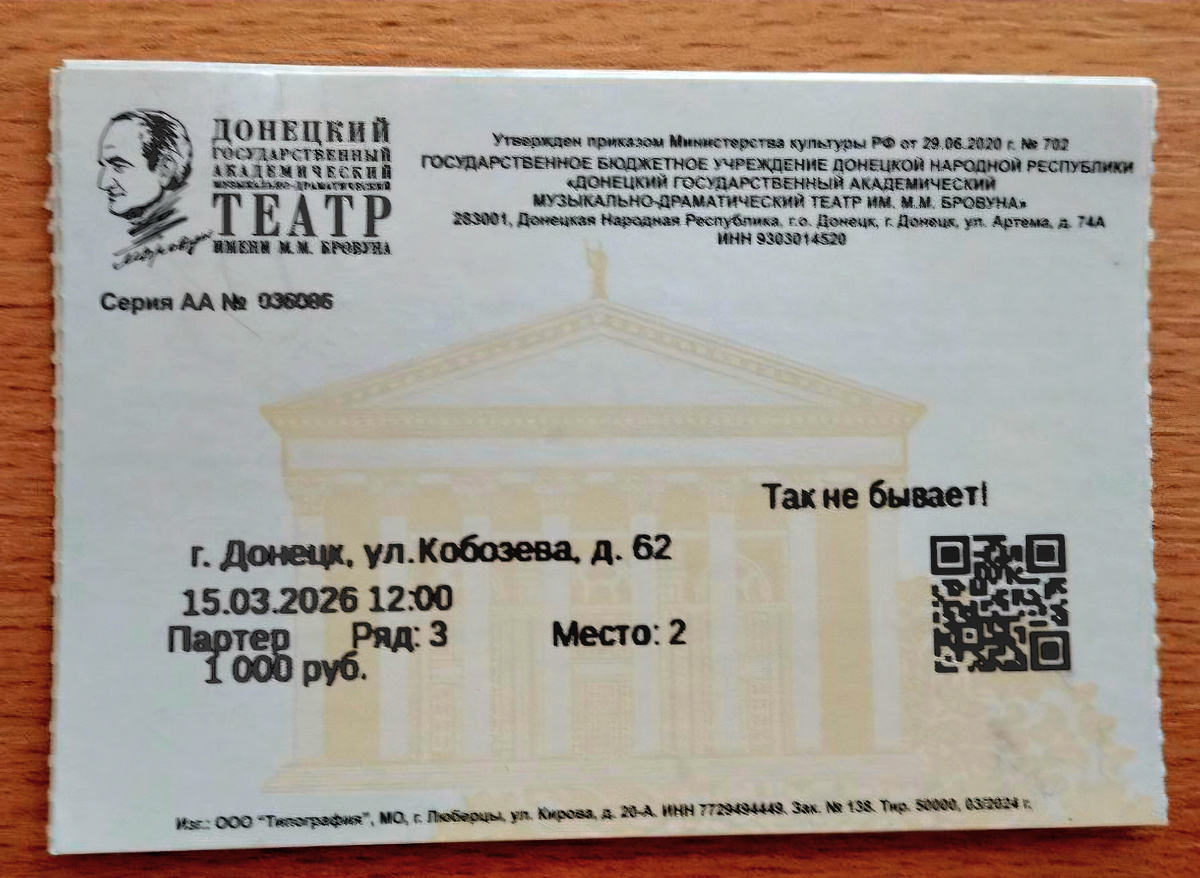 ДОНЕЦКИЙ
ГОСУДАРСТВЕННЫЙ
АКАДЕМИЧЕСКИЙ
МУЗЫКАЛЬНО-ДРАМАТИЧЕСКИЙ
ТЕАТР
ИМЕНИ М.М. БРОВУНА
Утвержден приказом Министерства культуры РФ от 29.06.2020 г. № 702
ГОСУДАРСТВЕННОЕ БЮДЖЕТНОЕ УЧРЕЖДЕНИЕ ДОНЕЦКОЙ НАРОДНОЙ РЕСПУБЛИКИ
«ДОНЕЦКИЙ ГОСУДАРСТВЕННЫЙ АКАДЕМИЧЕСКИЙ
МУЗЫКАЛЬНО-ДРАМАТИЧЕСКИЙ ТЕАТР ИМ. М.М. БРОВУНА»
283001, Донецкая Народная Республика, г.о. Донецк, г. Донецк, ул. Артема, д. 74А
ИНН 9303014520
Серия АА № 036086
Так не бывает!
г. Донецк, ул.Кобозева, д. 62
15.03.2026 12:00
Партер Ряд: 3 Место: 2
1 000 руб.
Изг.: ООО "Типография", МО, г. Люберцы, ул. Кирова, д. 20-А. ИНН 7729494449. Зак. № 138. Тир. 50000, 03/2024 г.